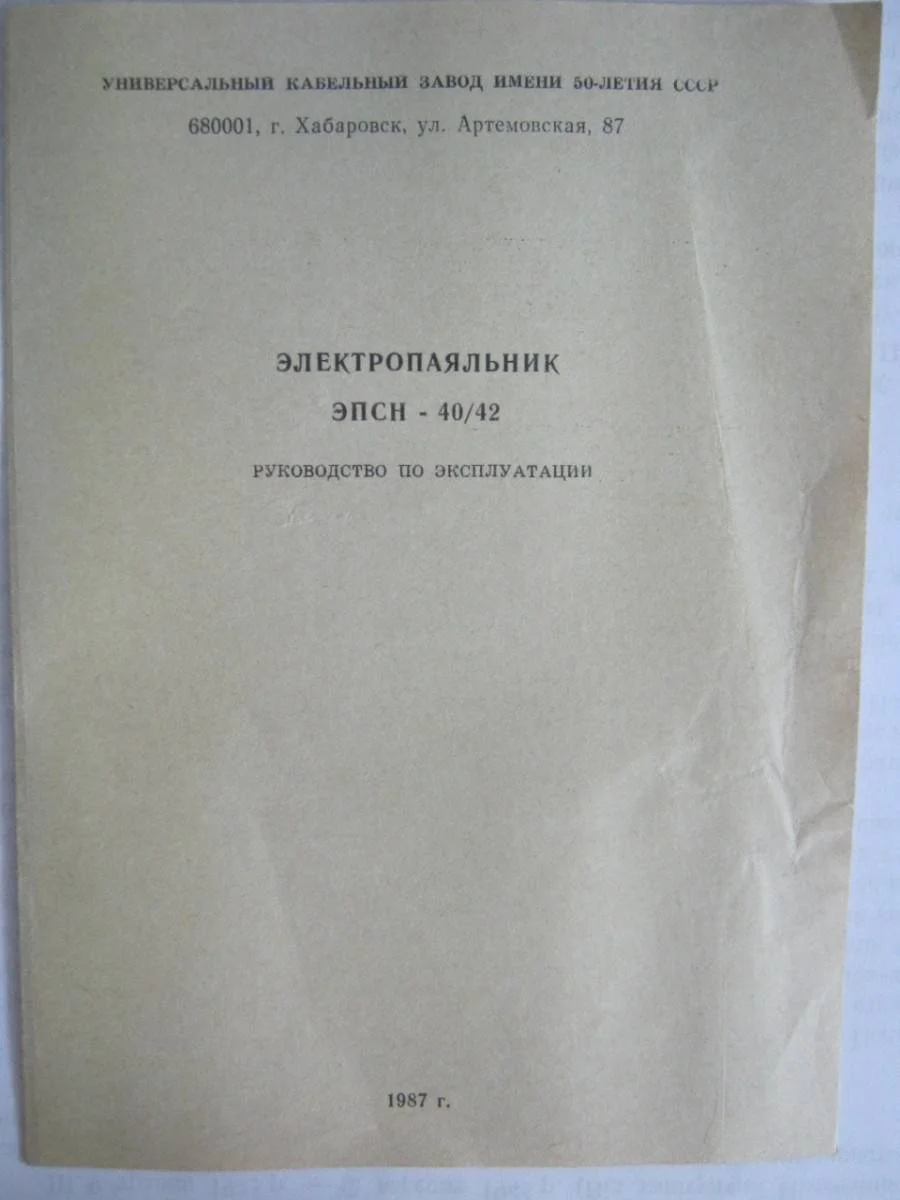 УНИВЕРСАЛЬНЫЙ КАБЕЛЬНЫЙ ЗАВОД ИМЕНИ 50-ЛЕТИЯ СССР
680001, г. Хабаровск, ул. Артемовская, 87
ЭЛЕКТРОПАЯЛЬНИК
ЭПСН - 40/42
РУКОВОДСТВО ПО ЭКСПЛУАТАЦИИ
1987 г.